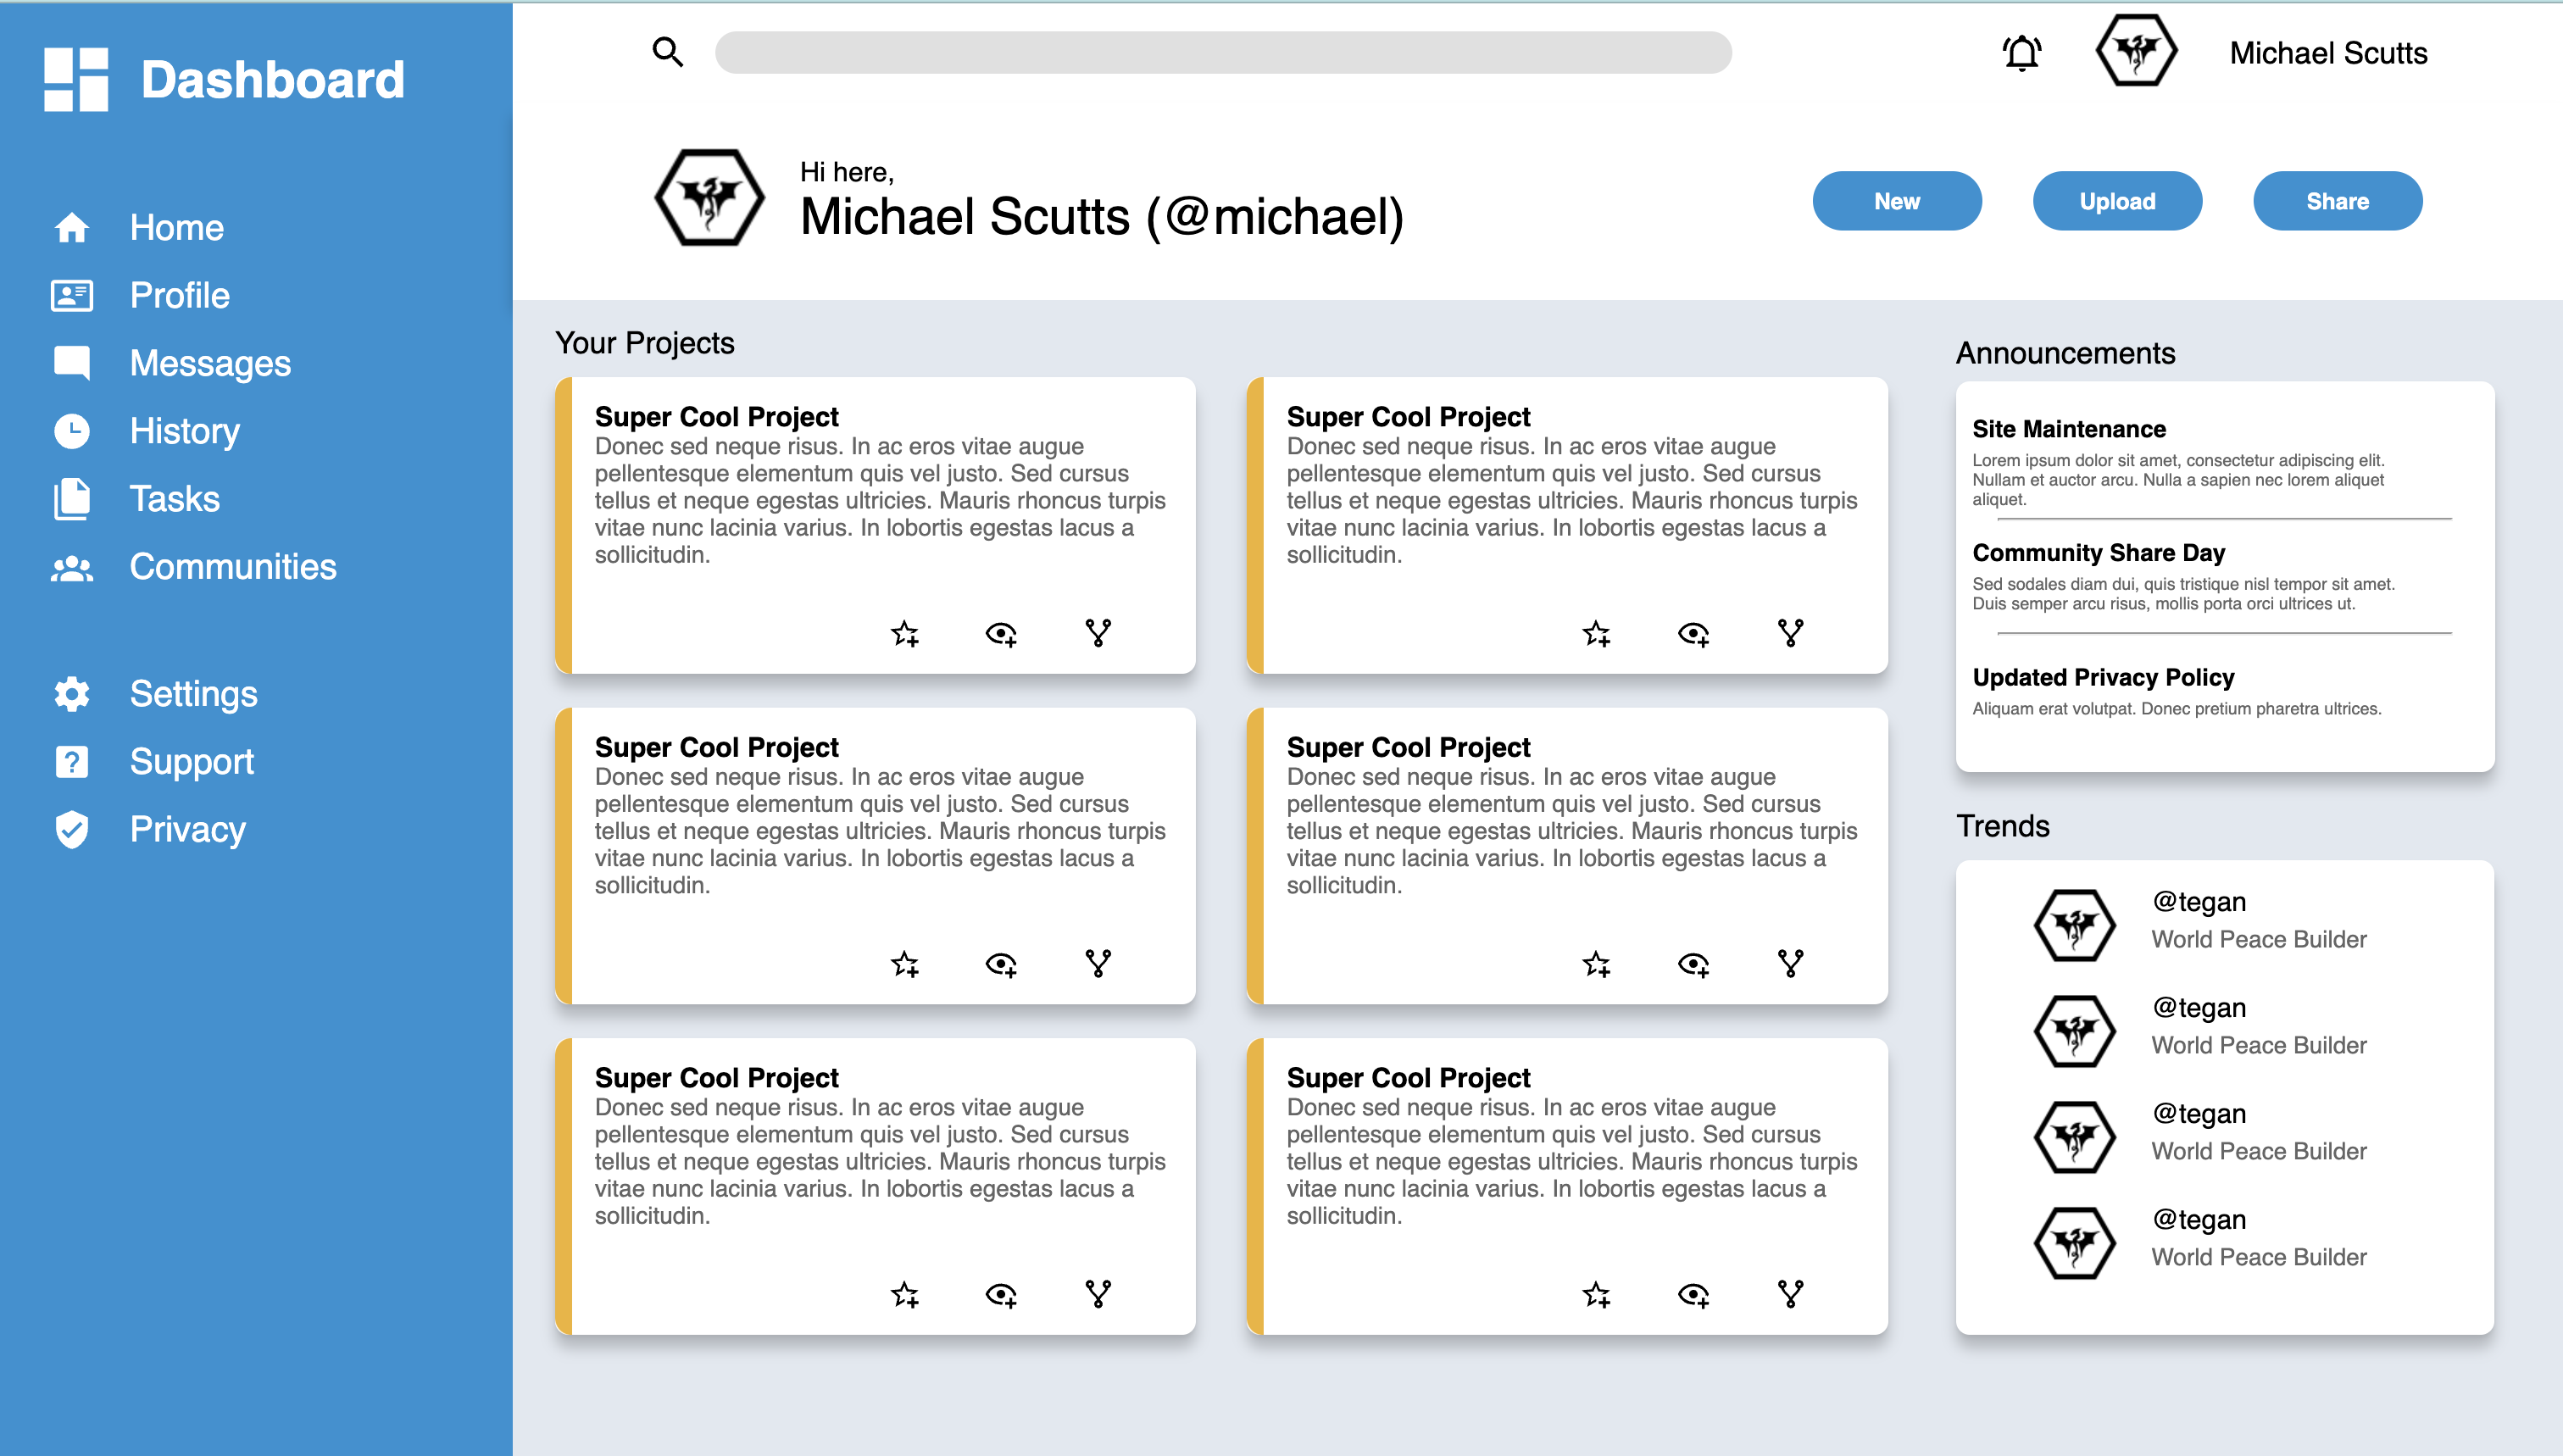 Dashboard
Home
Profile
Messages
History
Tasks
Communities
Settings
Support
Privacy
Michael Scutts
Hi here,
Michael Scutts (@michael)
New
Upload
Share
Your Projects
Super Cool Project
Donec sed neque risus. In ac eros vitae augue
pellentesque elementum quis vel justo. Sed cursus
tellus et neque egestas ultricies. Mauris rhoncus turpis
vitae nunc lacinia varius. In lobortis egestas lacus a
sollicitudin.
Super Cool Project
Donec sed neque risus. In ac eros vitae augue
pellentesque elementum quis vel justo. Sed cursus
tellus et neque egestas ultricies. Mauris rhoncus turpis
vitae nunc lacinia varius. In lobortis egestas lacus a
sollicitudin.
Super Cool Project
Donec sed neque risus. In ac eros vitae augue
pellentesque elementum quis vel justo. Sed cursus
tellus et neque egestas ultricies. Mauris rhoncus turpis
vitae nunc lacinia varius. In lobortis egestas lacus a
sollicitudin.
Super Cool Project
Donec sed neque risus. In ac eros vitae augue
pellentesque elementum quis vel justo. Sed cursus
tellus et neque egestas ultricies. Mauris rhoncus turpis
vitae nunc lacinia varius. In lobortis egestas lacus a
sollicitudin.
Super Cool Project
Donec sed neque risus. In ac eros vitae augue
pellentesque elementum quis vel justo. Sed cursus
tellus et neque egestas ultricies. Mauris rhoncus turpis
vitae nunc lacinia varius. In lobortis egestas lacus a
sollicitudin.
Super Cool Project
Donec sed neque risus. In ac eros vitae augue
pellentesque elementum quis vel justo. Sed cursus
tellus et neque egestas ultricies. Mauris rhoncus turpis
vitae nunc lacinia varius. In lobortis egestas lacus a
sollicitudin.
Announcements
Site Maintenance
Lorem ipsum dolor sit amet, consectetur adipiscing elit.
Nullam et auctor arcu. Nulla a sapien nec lorem aliquet
aliquet.
Community Share Day
Sed sodales diam dui, quis tristique nisl tempor sit amet.
Duis semper arcu risus, mollis porta orci ultrices ut.
Updated Privacy Policy
Aliquam erat volutpat. Donec pretium pharetra ultrices.
Trends
@tegan
World Peace Builder
@tegan
World Peace Builder
@tegan
World Peace Builder
@tegan
World Peace Builder